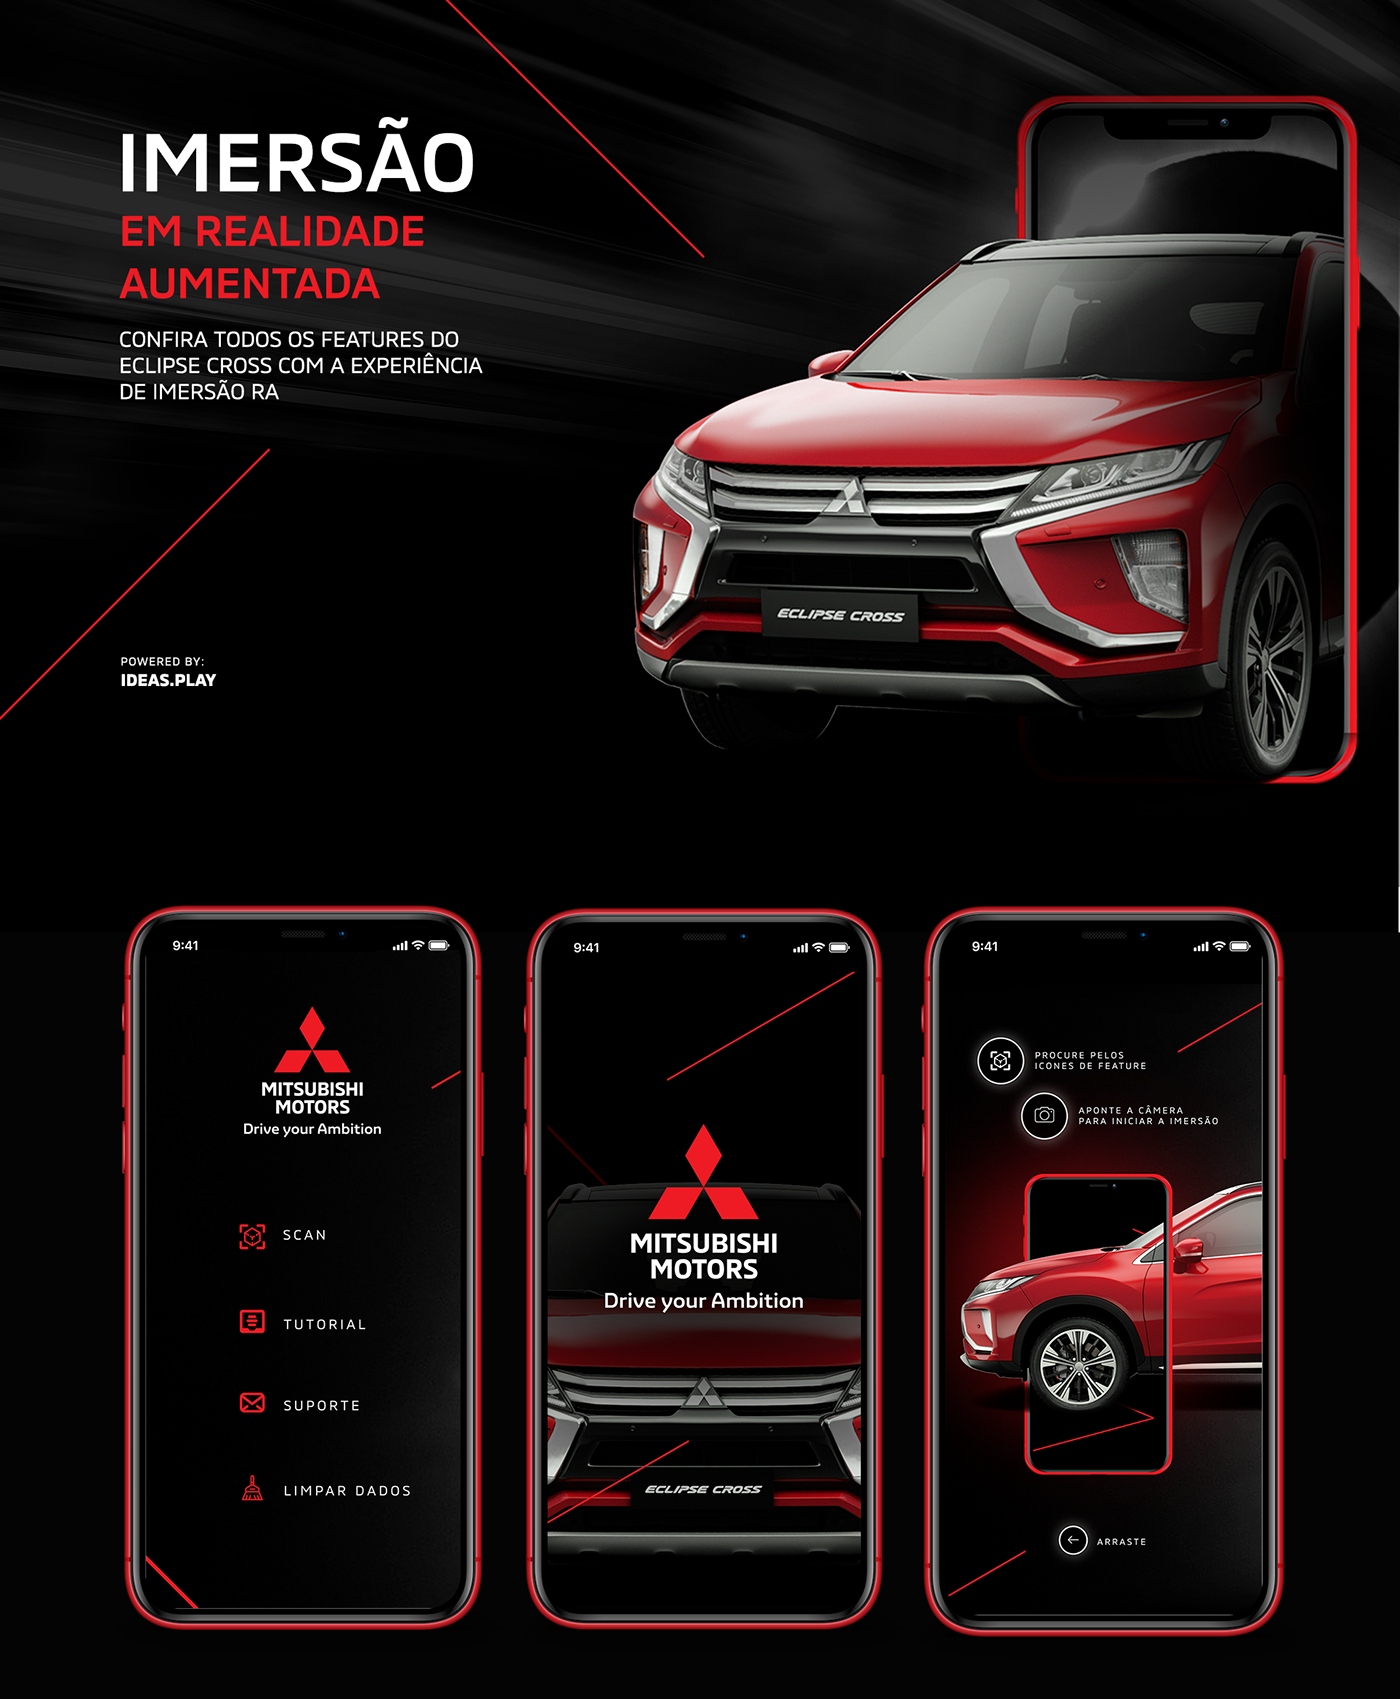 IMERSÃO
EM REALIDADE
AUMENTADA
CONFIRA TODOS OS FEATURES DO
ECLIPSE CROSS COM A EXPERIÊNCIA
DE IMERSÃO RA
ECLIPSE CROSS
POWERED BY:
IDEAS.PLAY
9:41
MITSUBISHI
MOTORS
Drive your Ambition
SCAN
TUTORIAL
SUPORTE
LIMPAR DADOS
9:41
MITSUBISHI
MOTORS
Drive your Ambition
ECLIPSE CROSS
9:41
PROCURE PELOS
ICONES DE FEATURE
APONTE A CÂMERA
PARA INICIAR A IMERSÃO
ARRASTE